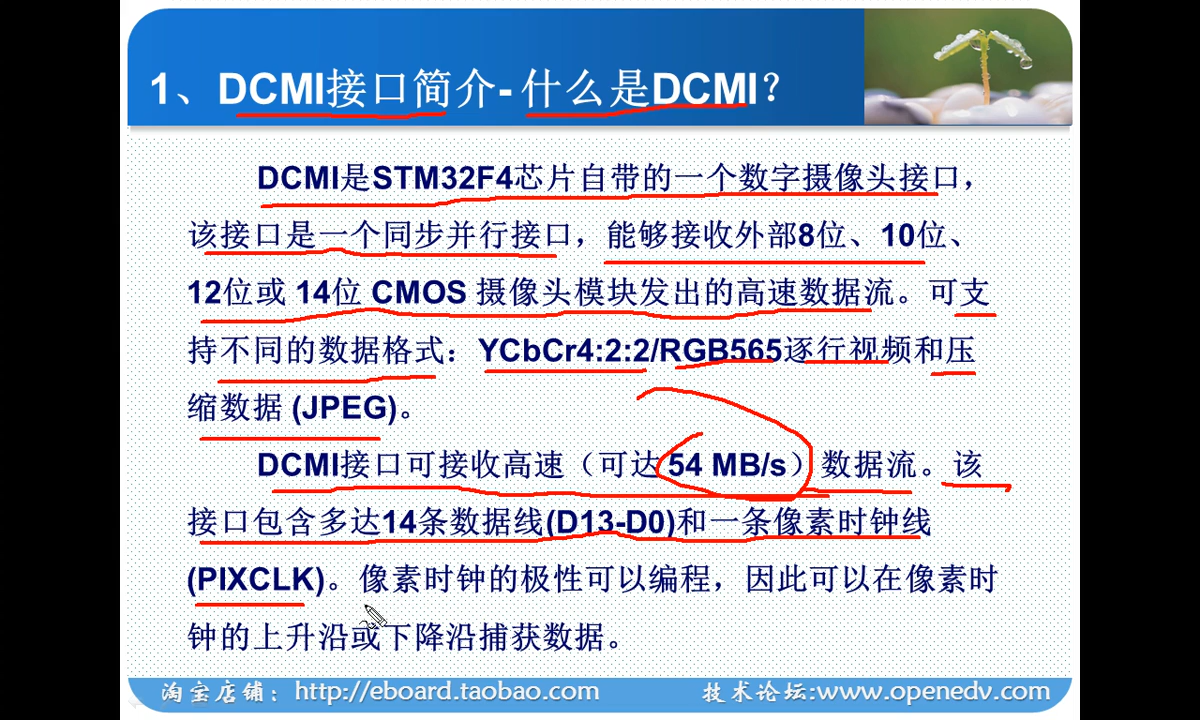 1、DCMI接口简介-什么是DCMI?
DCMI是STM32F4芯片自带的一个数字摄像头接口，
该接口是一个同步并行接口，能够接收外部8位、10位、
12位或 14位 CMOS 摄像头模块发出的高速数据流。可支
持不同的数据格式：YCbCr4:2:2/RGB565逐行视频和压
缩数据 (JPEG)。
DCMI接口可接收高速（可达 54 MB/s）数据流。该
接口包含多达14条数据线(D13-D0)和一条像素时钟线
(PIXCLK)。像素时钟的极性可以编程，因此可以在像素时
钟的上升沿或下降沿捕获数据。
淘宝店铺：http://eboard.taobao.com
技术论坛:www.openedv.com